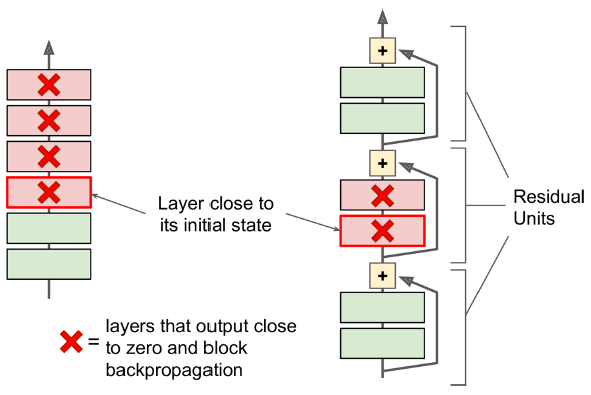 +
+
Layer close to
its initial state
Residual
Units
+
= layers that output close
to zero and block
backpropagation